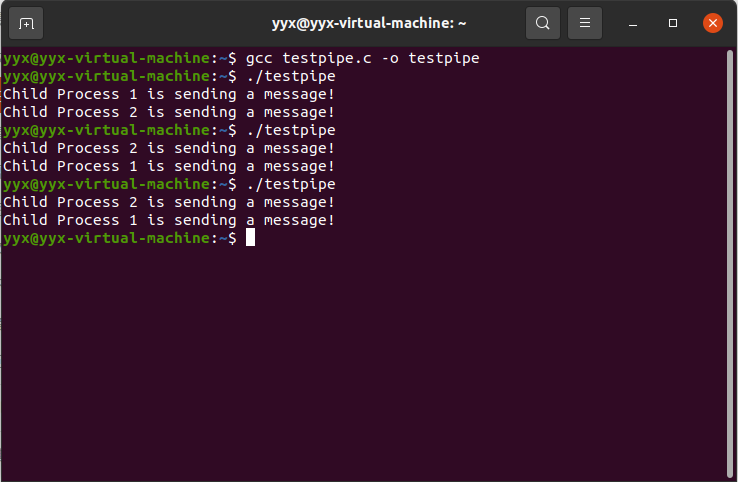 yyx@yyx-virtual-machine: ~
yyx@yyx-virtual-machine:~$ gcc testpipe.c -o testpipe
yyx@yyx-virtual-machine:~$ ./testpipe
Child Process 1 is sending a message!
Child Process 2 is sending a message!
yyx@yyx-virtual-machine:~$ ./testpipe
Child Process 2 is sending a message!
Child Process 1 is sending a message!
yyx@yyx-virtual-machine:~$ ./testpipe
Child Process 2 is sending a message!
Child Process 1 is sending a message!
yyx@yyx-virtual-machine:~$